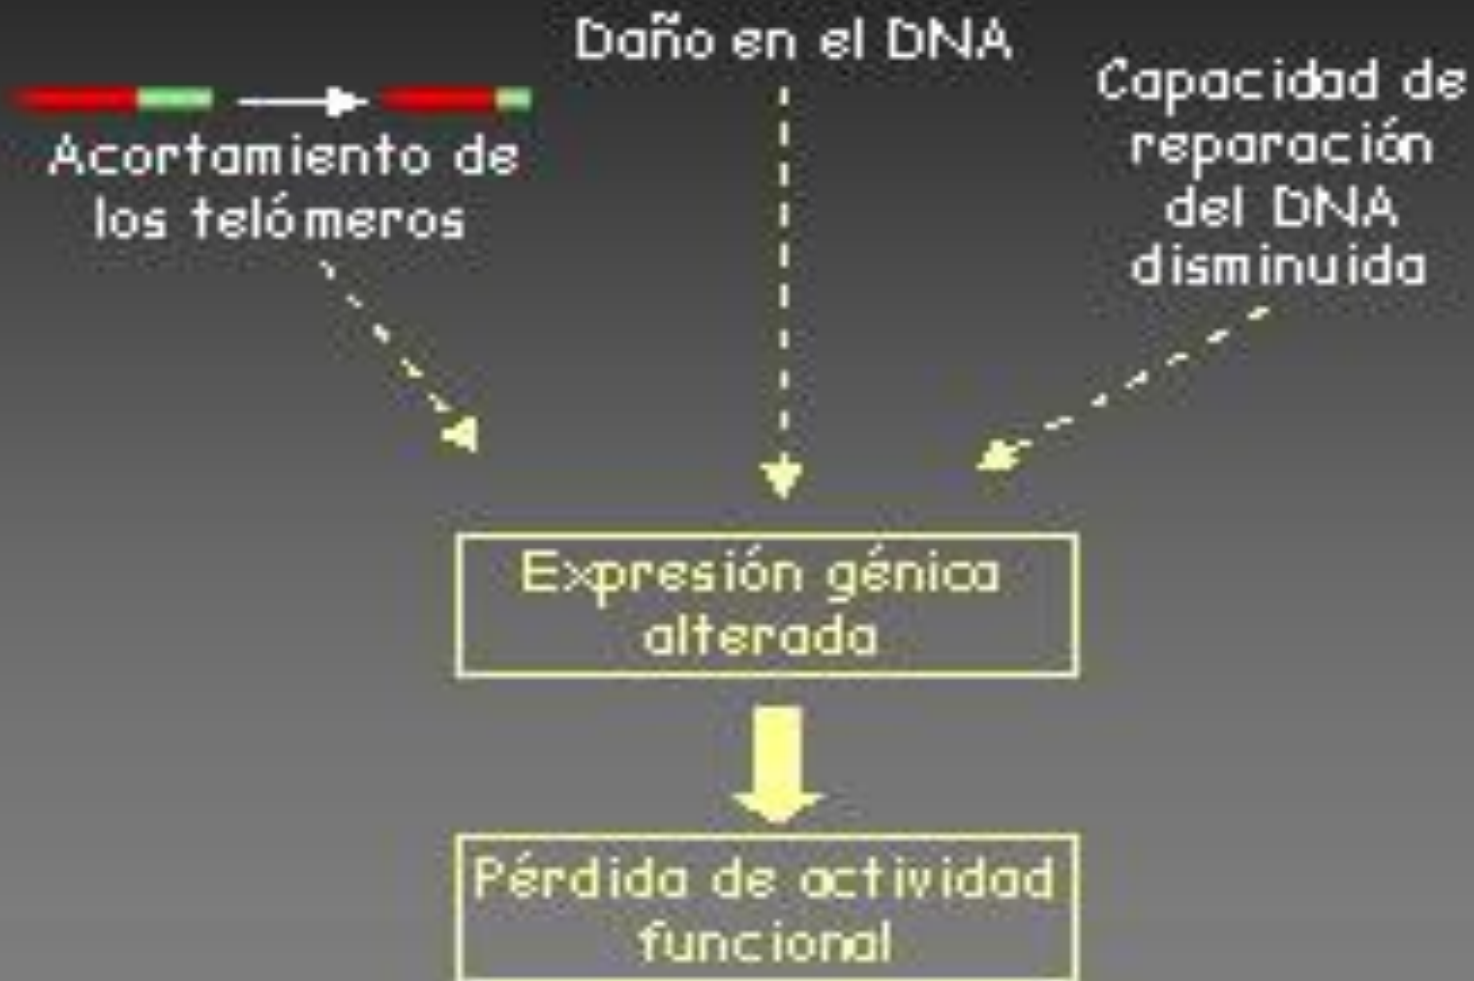 Daño en el DNA
Acortamiento de
los telómeros
Capacidad de
reparación
del DNA
disminuida
Expresión génica
alterada
Pérdida de actividad
funcional